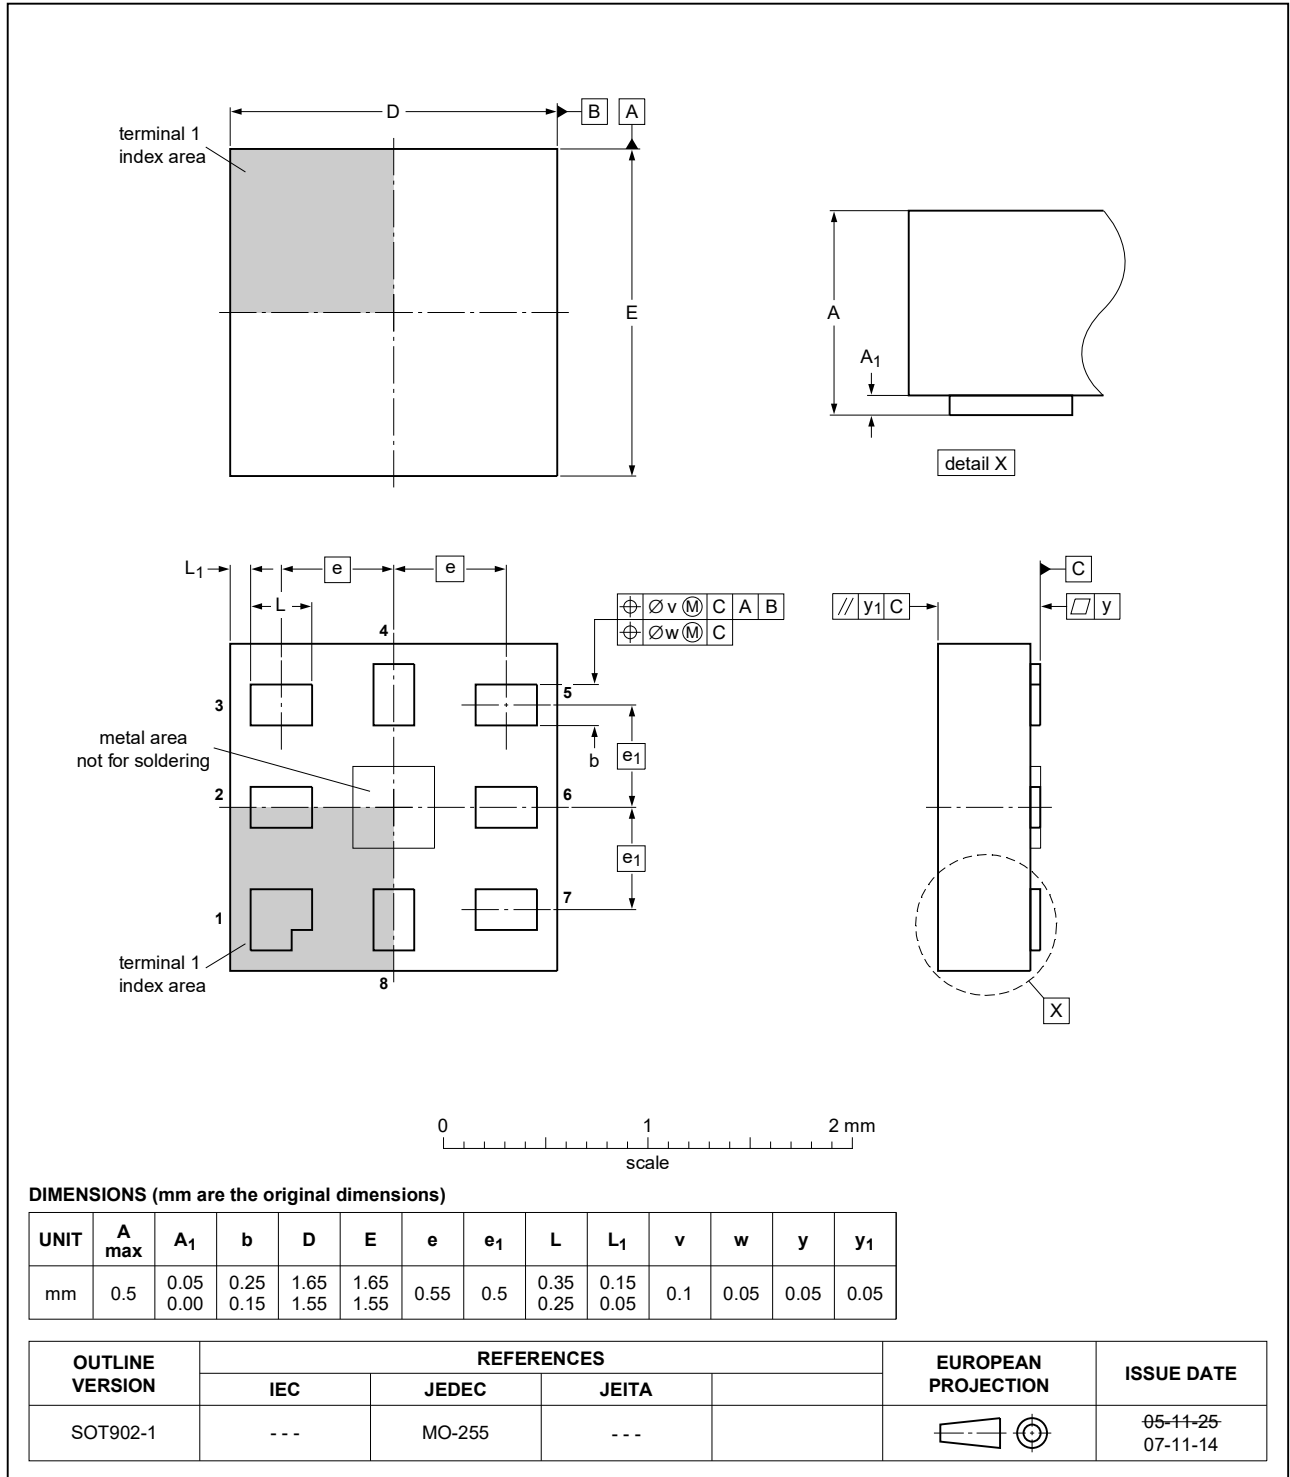 D
B
A
terminal 1
index area
E
A
A1
detail X
L1
e
e
L
4
⌖ ⌀ v Ⓜ C A B
⌖ ⌀ w Ⓜ C
// y1 C
C
⏥ y
3
5
metal area
not for soldering
b
e1
2
6
e1
1
7
terminal 1
index area
8
X
0 1 2 mm
scale
DIMENSIONS (mm are the original dimensions)
UNIT A max A1 b D E e e1 L L1 v w y y1
mm 0.5 0.05 0.00 0.25 0.15 1.65 1.55 1.65 1.55 0.55 0.5 0.35 0.25 0.15 0.05 0.1 0.05 0.05 0.05
OUTLINE VERSION REFERENCES EUROPEAN PROJECTION ISSUE DATE
IEC JEDEC JEITA
SOT902-1 - - - MO-255 - - - 05-11-25
07-11-14